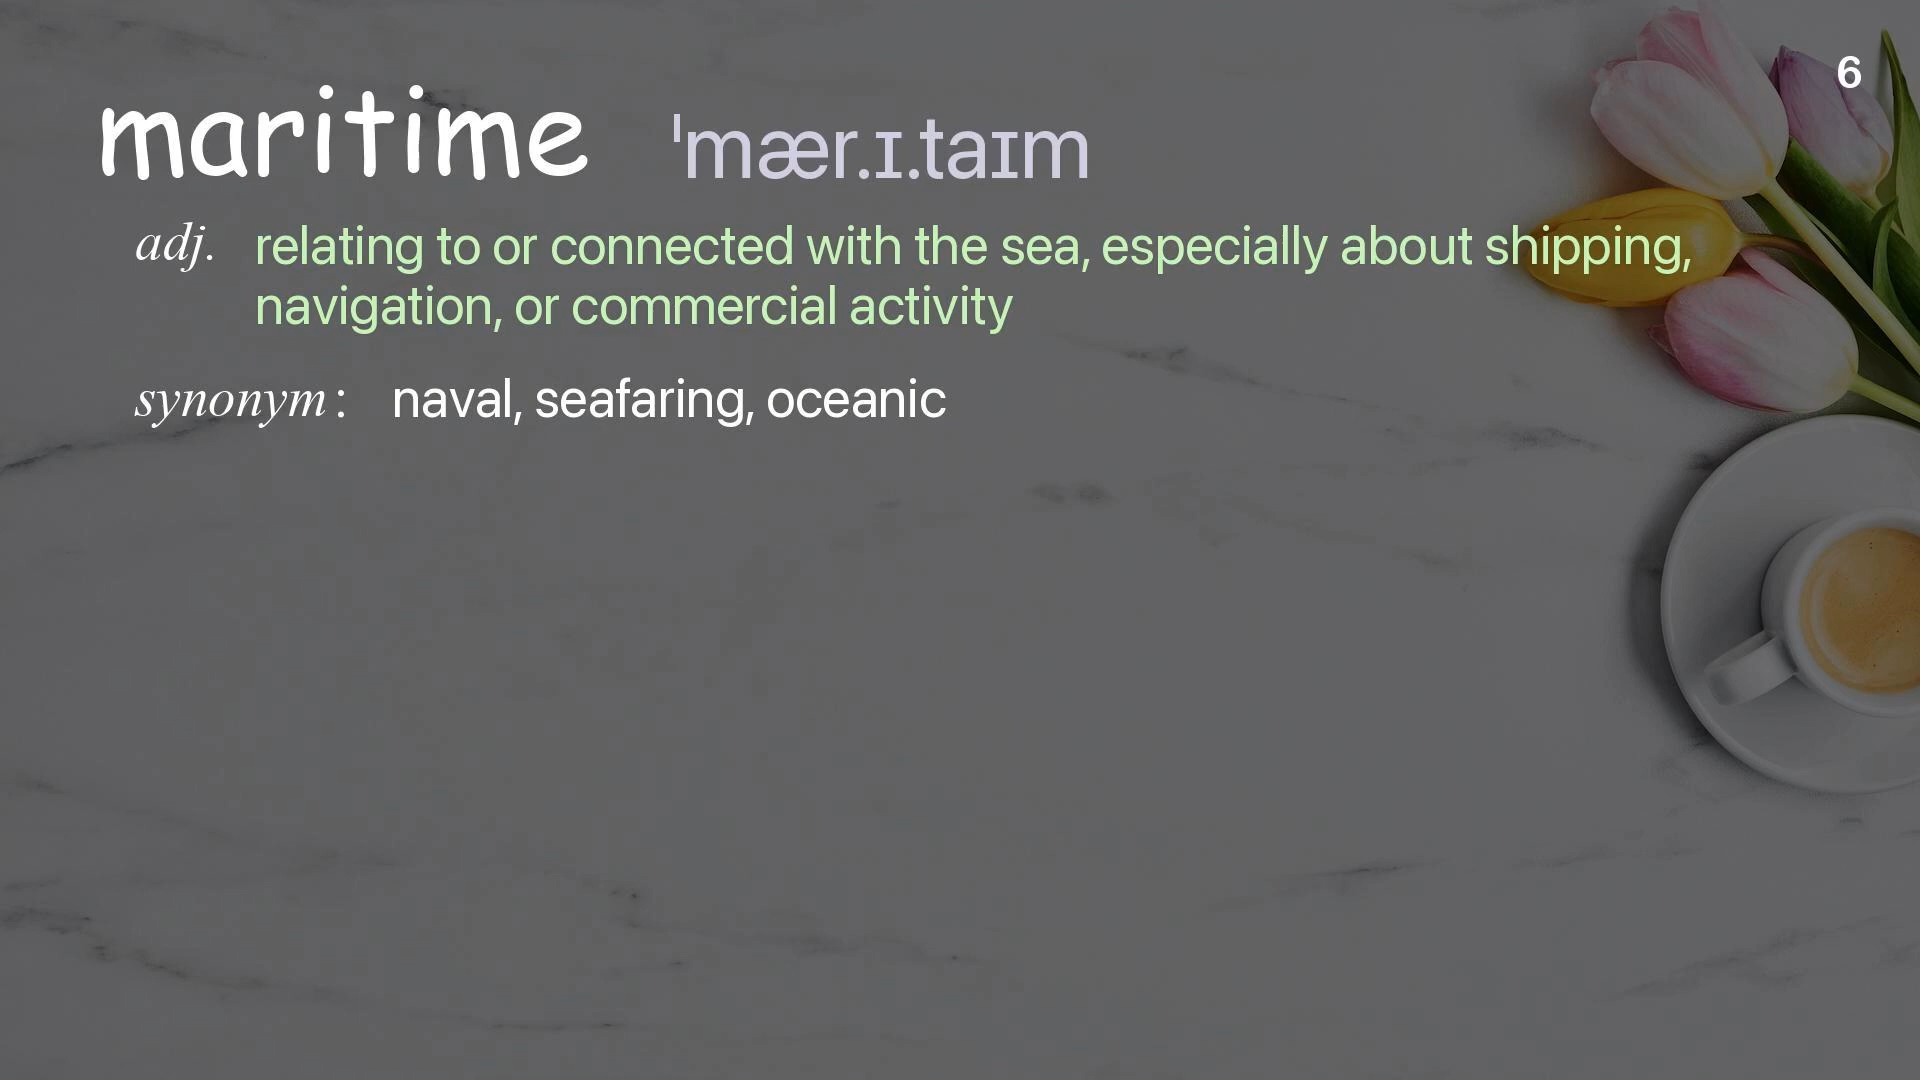 6
maritime ˈmær.ɪ.taɪm
adj. relating to or connected with the sea, especially about shipping,
navigation, or commercial activity
synonym : naval, seafaring, oceanic